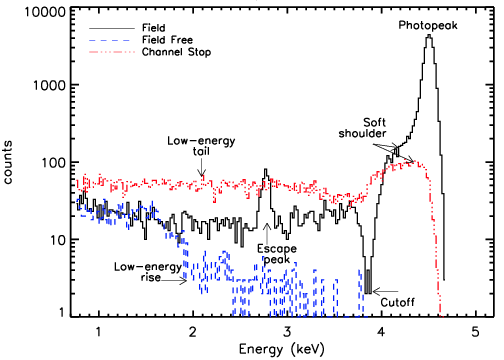 10000
Field
Field Free
Channel Stop
Photopeak
1000
Soft
shoulder
Low-energy
tail
counts
100
Escape
peak
10
Low-energy
rise
Cutoff
1
1 2 3 4 5
Energy (keV)